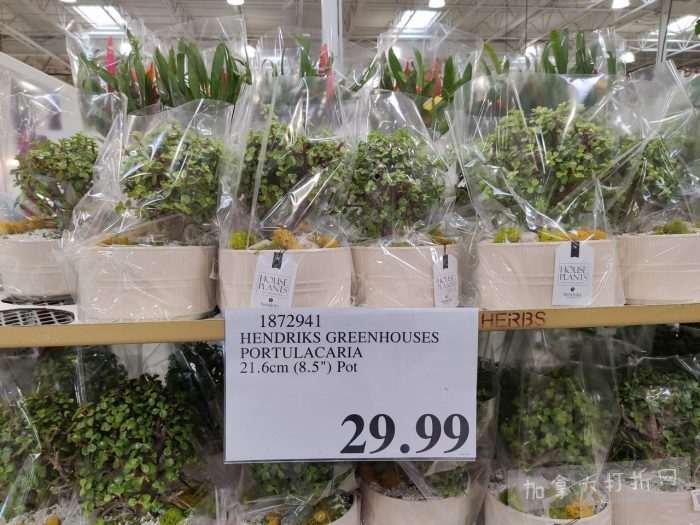 HOUSE
PLANTS
HOUSE
PLANTS
HOUSE
PLANTS
HERBS
1872941
HENDRIKS GREENHOUSES
PORTULACARIA
21.6cm (8.5") Pot
29.99
加拿大打折网